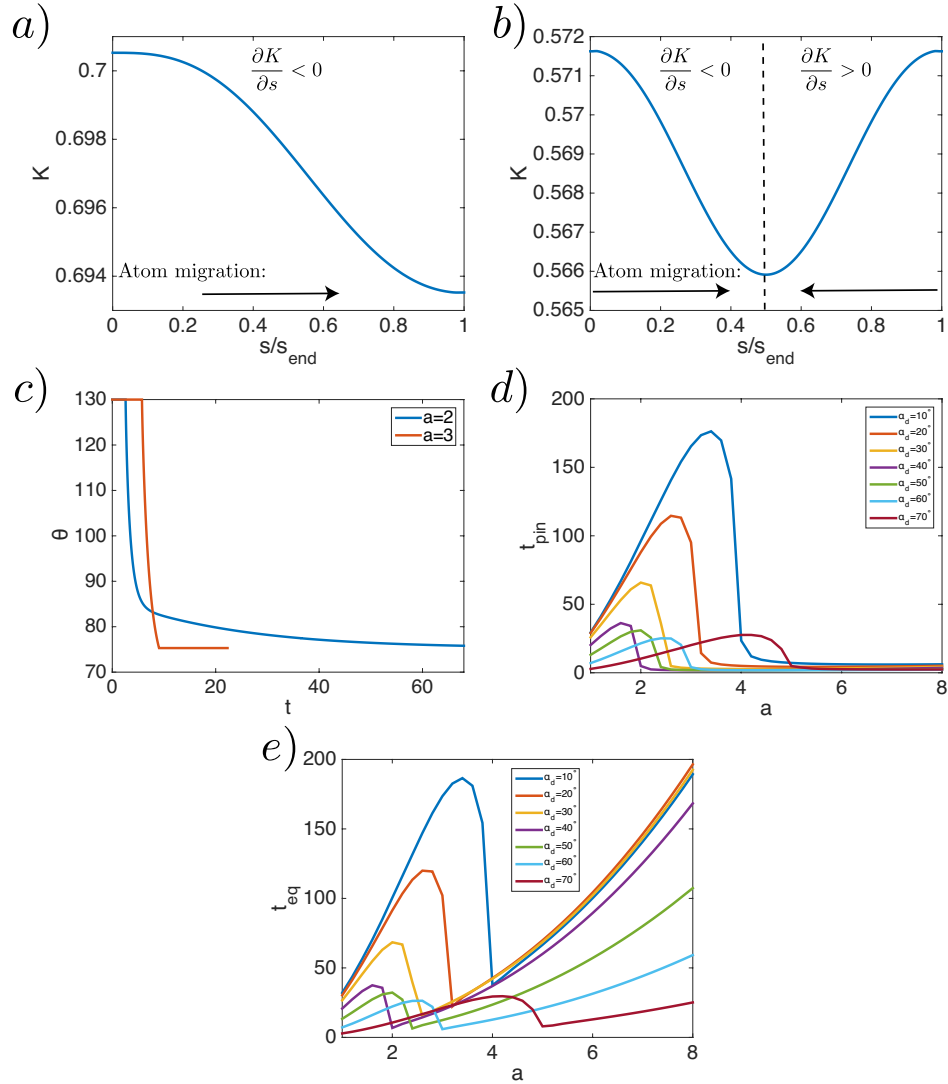 a)
0.7
0.698
0.696
0.694
K
∂K/∂s < 0
Atom migration:
0 0.2 0.4 0.6 0.8 1
s/s_end
b)
0.572
0.571
0.57
0.569
0.568
0.567
0.566
0.565
K
∂K/∂s < 0
∂K/∂s > 0
Atom migration:
0 0.2 0.4 0.6 0.8 1
s/s_end
c)
130
120
110
100
90
80
70
θ
a=2
a=3
0 20 40 60
t
d)
200
150
100
50
0
t_pin
α_d=10°
α_d=20°
α_d=30°
α_d=40°
α_d=50°
α_d=60°
α_d=70°
2 4 6 8
a
e)
200
150
100
50
0
t_eq
α_d=10°
α_d=20°
α_d=30°
α_d=40°
α_d=50°
α_d=60°
α_d=70°
2 4 6 8
a